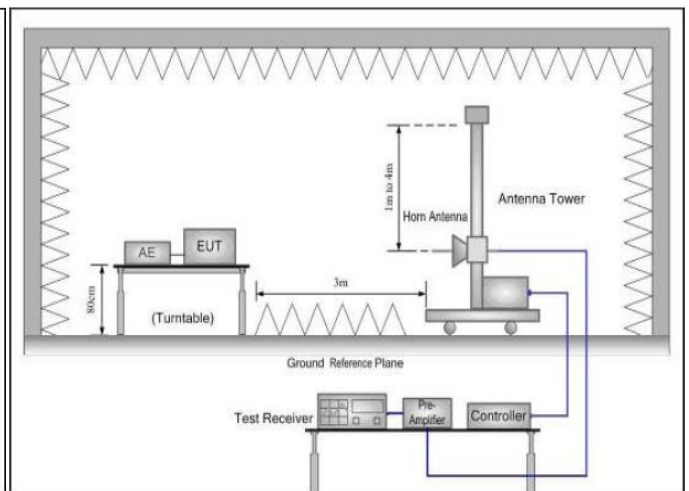 1m to 4m
Horn Antenna
Antenna Tower
AE
EUT
80cm
(Turntable)
3m
Ground Reference Plane
Test Receiver
Pre-
Amplifier
Controller